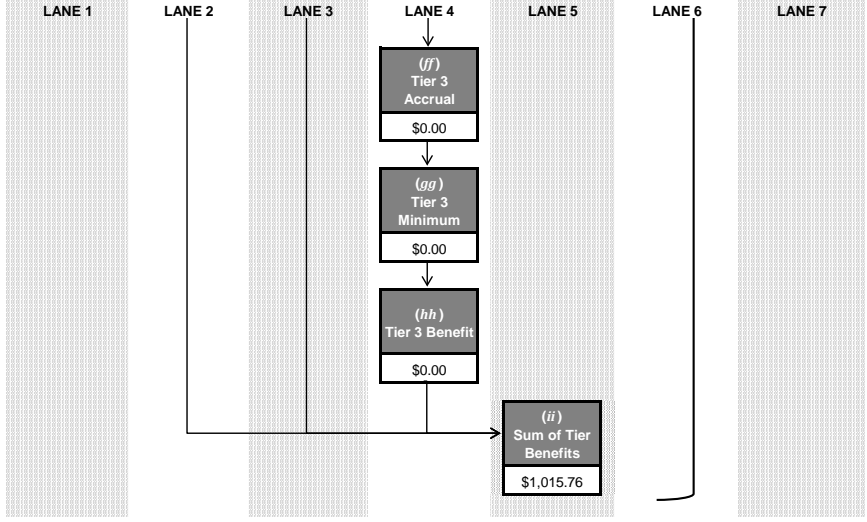 LANE 1 LANE 2 LANE 3 LANE 4 LANE 5 LANE 6 LANE 7
(ff)
Tier 3
Accrual
$0.00
(gg)
Tier 3
Minimum
$0.00
(hh)
Tier 3 Benefit
$0.00
(ii)
Sum of Tier
Benefits
$1,015.76